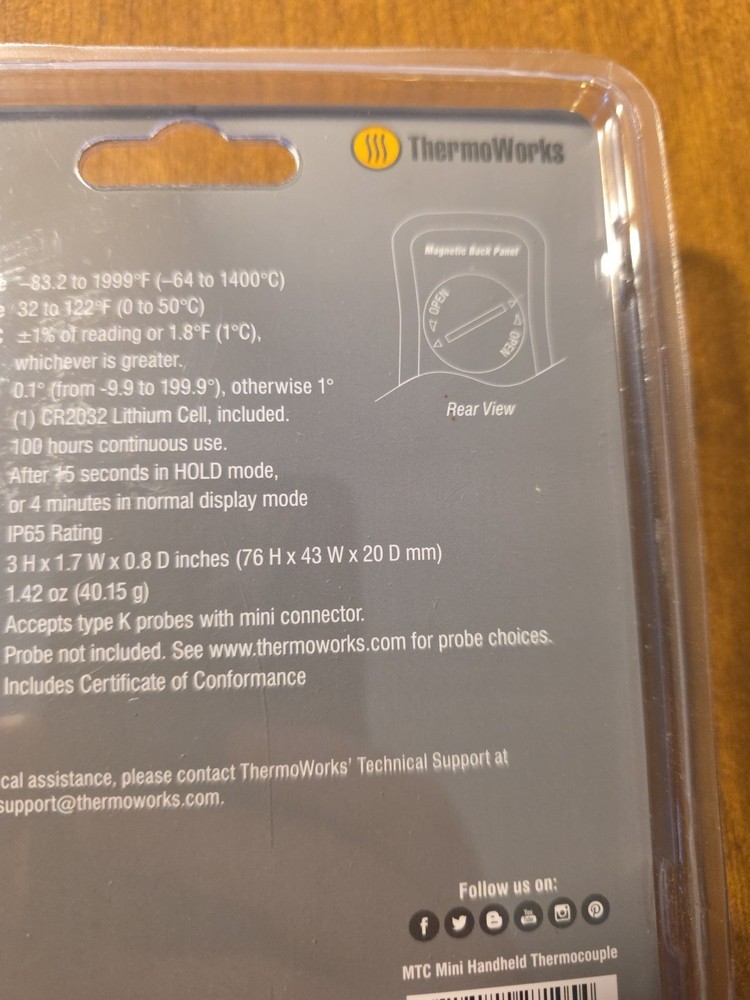 ThermoWorks
Magnetic Back Panel
OPEN
OPEN
Rear View
e -83.2 to 1999°F (-64 to 1400°C)
e 32 to 122°F (0 to 50°C)
±1% of reading or 1.8°F (1°C),
whichever is greater.
0.1° (from -9.9 to 199.9°), otherwise 1°
(1) CR2032 Lithium Cell, included.
100 hours continuous use.
After 15 seconds in HOLD mode,
or 4 minutes in normal display mode
IP65 Rating
3 H x 1.7 W x 0.8 D inches (76 H x 43 W x 20 D mm)
1.42 oz (40.15 g)
Accepts type K probes with mini connector.
Probe not included. See www.thermoworks.com for probe choices.
Includes Certificate of Conformance
cal assistance, please contact ThermoWorks' Technical Support at
support@thermoworks.com.
Follow us on:
You Tube
MTC Mini Handheld Thermocouple